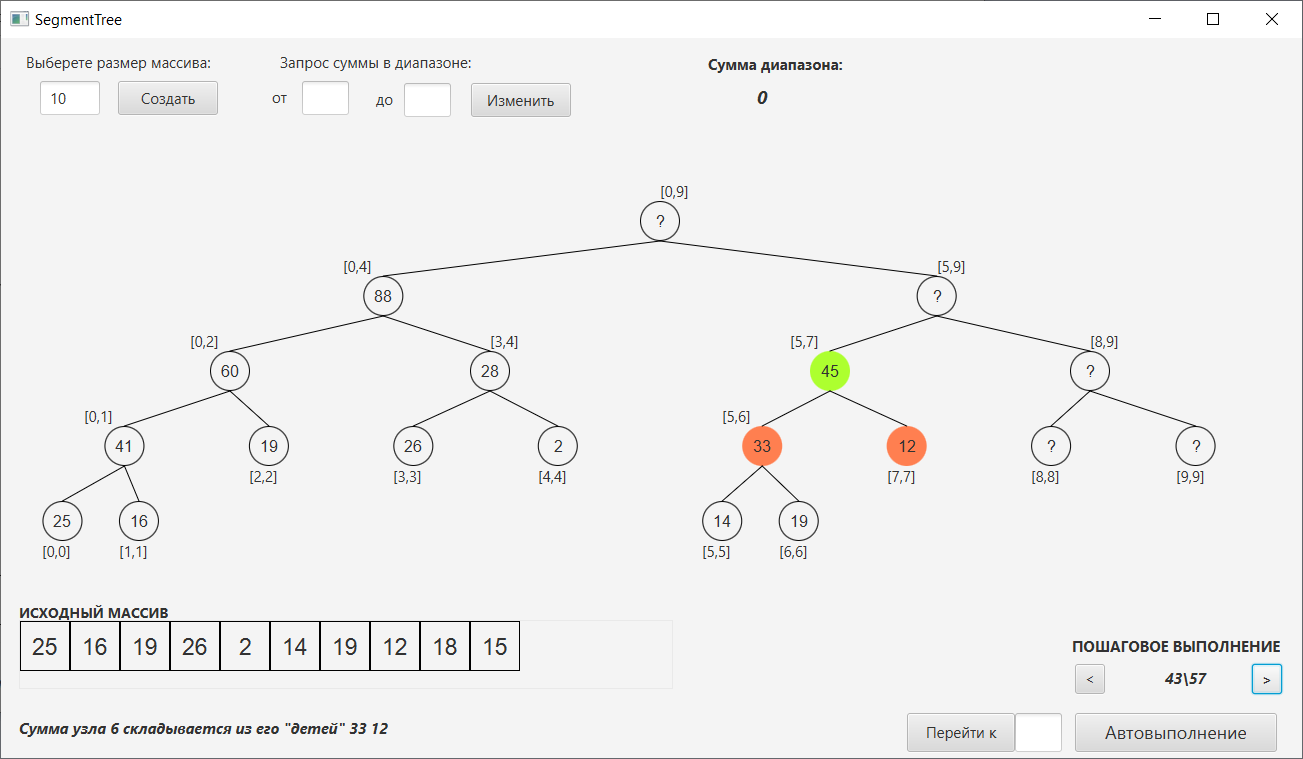 SegmentTree
Выберете размер массива:
Запрос суммы в диапазоне:
Сумма диапазона:
10
Создать
от
до
Изменить
0
[0,9]
?
[0,4]
[5,9]
88
?
[0,2]
[3,4]
[5,7]
[8,9]
60
28
45
?
[0,1]
[5,6]
41
19
26
2
33
12
?
?
[2,2]
[3,3]
[4,4]
[7,7]
[8,8]
[9,9]
25
16
14
19
[0,0]
[1,1]
[5,5]
[6,6]
ИСХОДНЫЙ МАССИВ
25 16 19 26 2 14 19 12 18 15
ПОШАГОВОЕ ВЫПОЛНЕНИЕ
< 43\57 >
Сумма узла 6 складывается из его "детей" 33 12
Перейти к
Автовыполнение